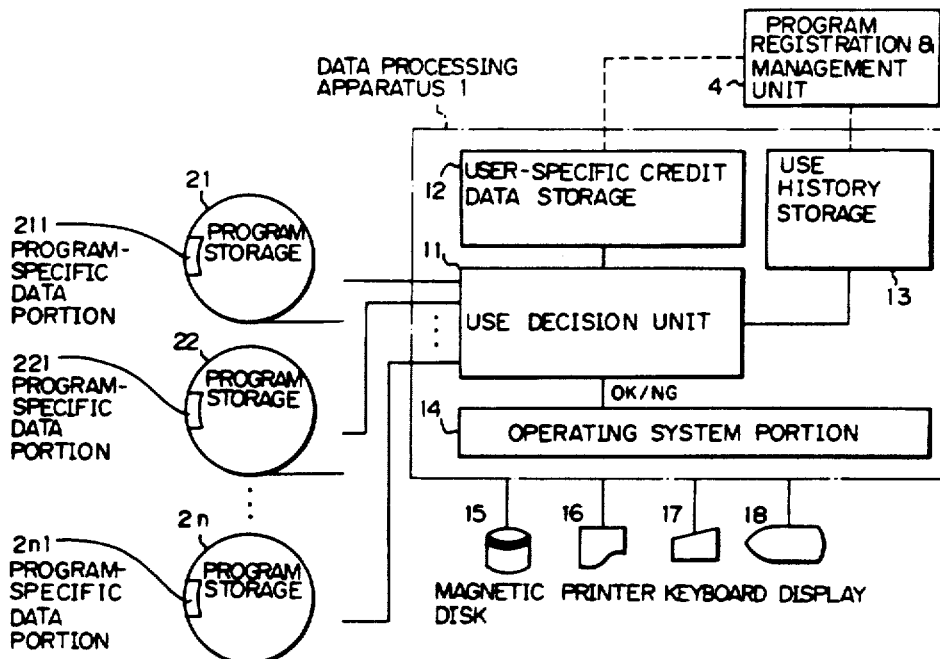 PROGRAM
REGISTRATION &
MANAGEMENT
UNIT
4
DATA PROCESSING
APPARATUS 1
12
USER-SPECIFIC CREDIT
DATA STORAGE
USE
HISTORY
STORAGE
13
21
PROGRAM
STORAGE
211
PROGRAM-
SPECIFIC
DATA
PORTION
11
USE DECISION UNIT
22
PROGRAM
STORAGE
221
PROGRAM-
SPECIFIC
DATA
PORTION
OK/NG
14
OPERATING SYSTEM PORTION
2n
PROGRAM
STORAGE
2n1
PROGRAM-
SPECIFIC
DATA
PORTION
15
MAGNETIC
DISK
16
PRINTER
17
KEYBOARD
18
DISPLAY